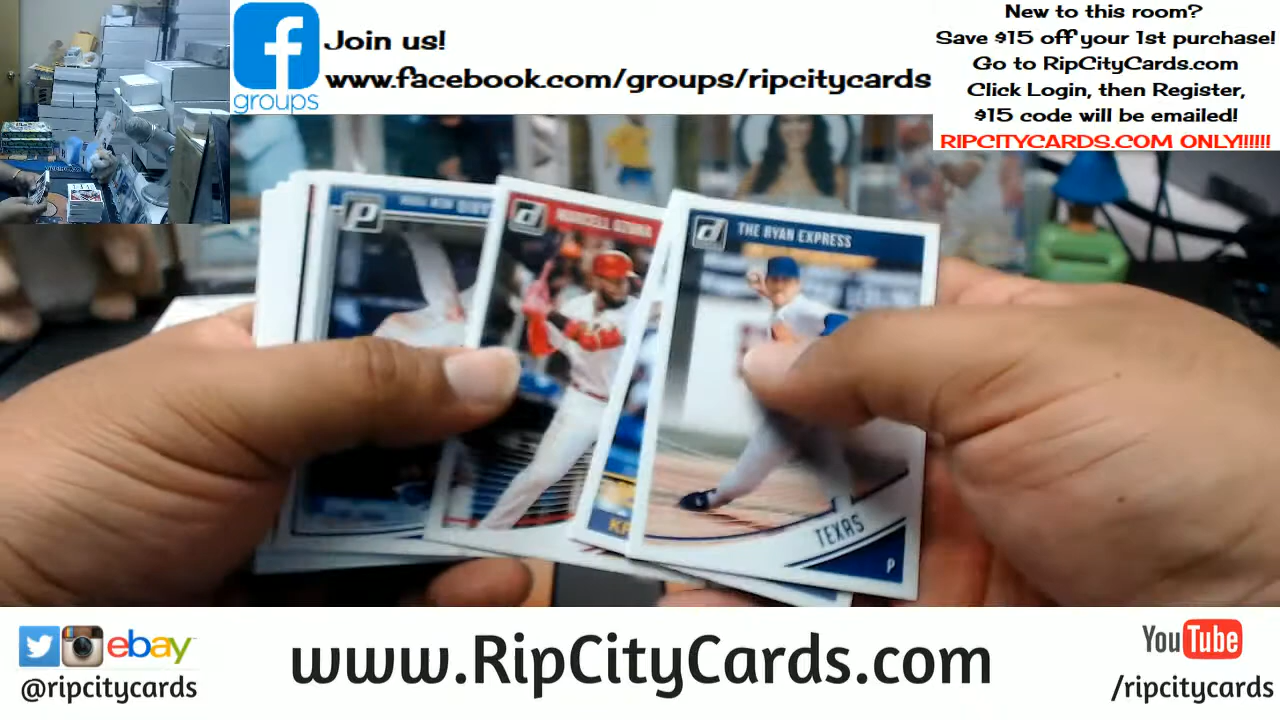 Join us!
www.facebook.com/groups/ripcitycards
groups
New to this room?
Save $15 off your 1st purchase!
Go to RipCityCards.com
Click Login, then Register,
$15 code will be emailed!
RIPCITYCARDS.COM ONLY!!!!!!
MARCELL OZUNA
THE RYAN EXPRESS
TEXAS
P
ebay
@ripcitycards
www.RipCityCards.com
YouTube
/ripcitycards